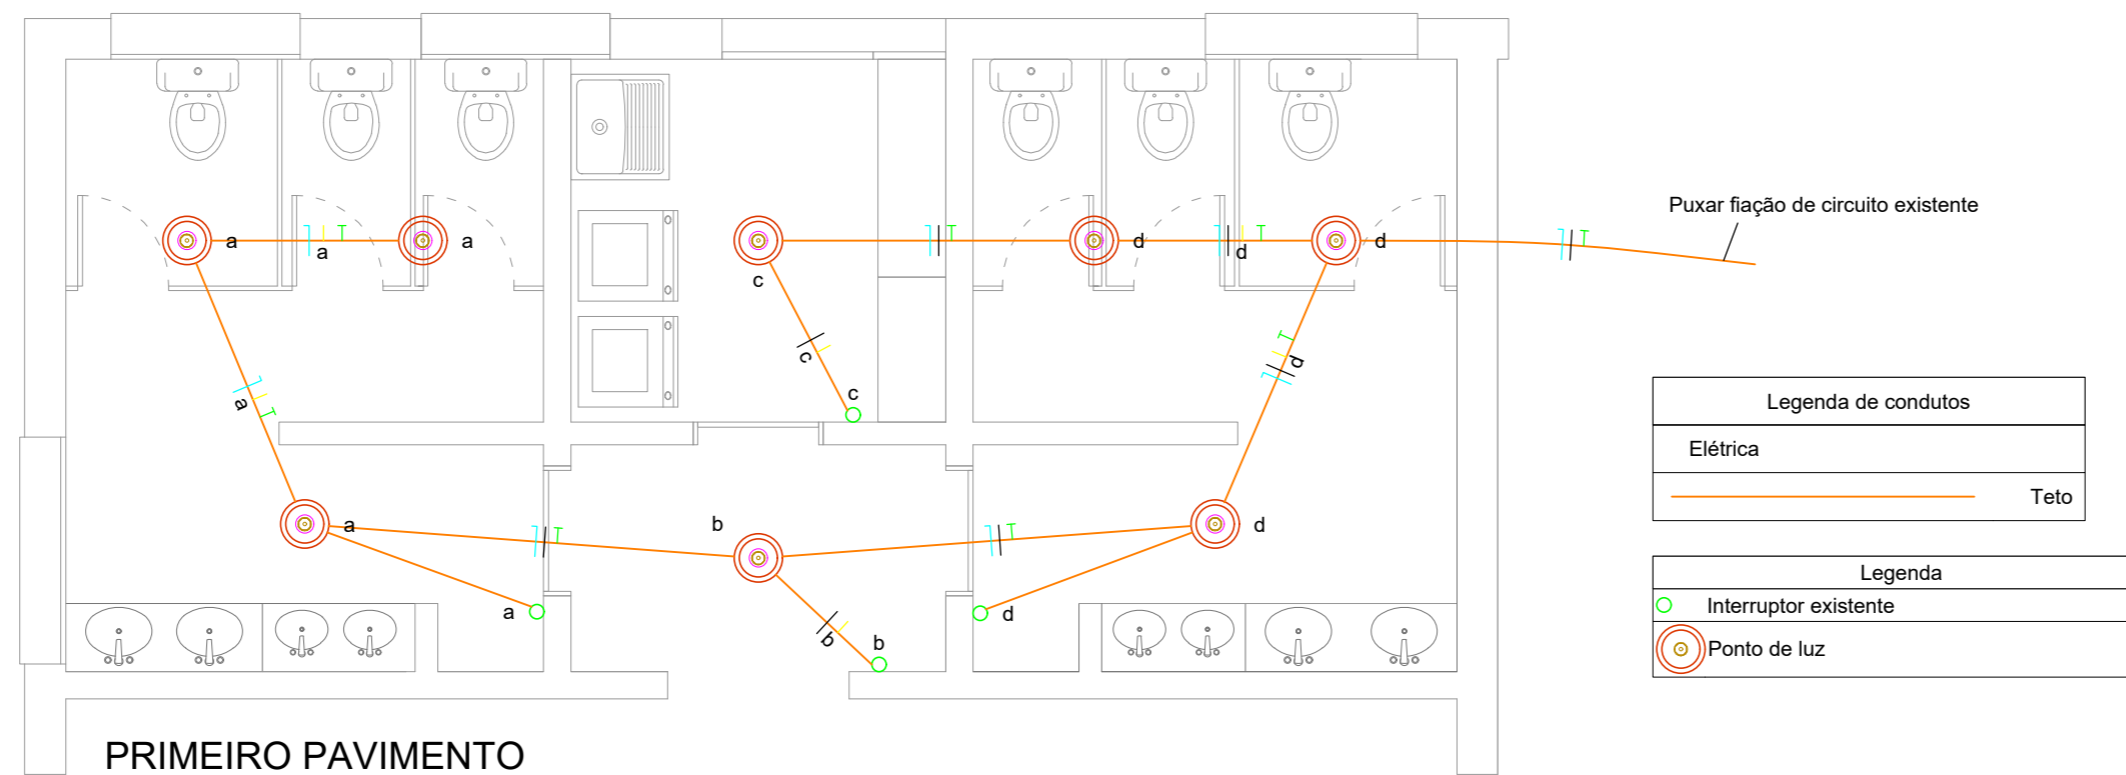 Puxar fiação de circuito existente
a
a
a
d
d
d
c
c
c
a
d
a
b
d
a
d
b
b
Legenda de condutos
Elétrica
Teto
Legenda
Interruptor existente
Ponto de luz
PRIMEIRO PAVIMENTO